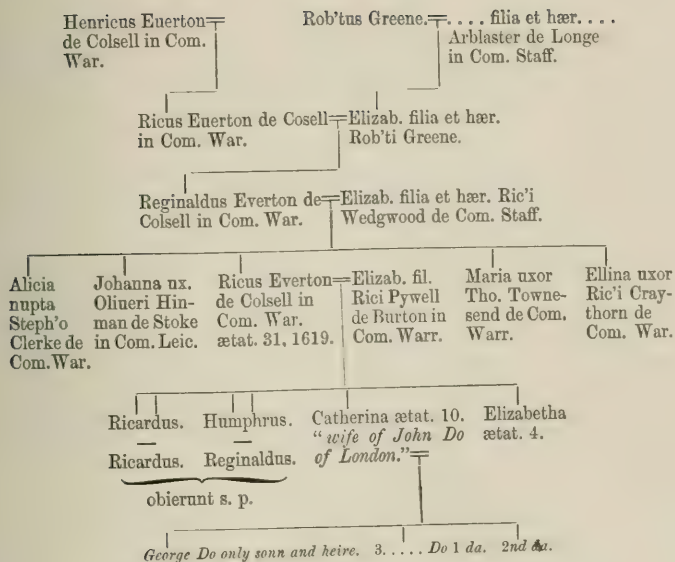 Henricus Euerton
de Colsell in Com.
War.
Rob'tus Greene. . . . . filia et hær. . . .
Arblaster de Longe
in Com. Staff.
Ricus Euerton de Cosell
in Com. War.
Elizab. filia et hær.
Rob'ti Greene.
Reginaldus Everton de
Colsell in Com. War.
Elizab. filia et hær. Ric'i
Wedgwood de Com. Staff.
Alicia
nupta
Steph'o
Clerke de
Com. War.
Johanna ux.
Olineri Hin-
man de Stoke
in Com. Leic.
Ricus Everton
de Colsell in
Com. War.
ætat. 31, 1619.
Elizab. fil.
Rici Pywell
de Burton in
Com. Warr.
Maria uxor
Tho. Towne-
send de Com.
Warr.
Ellina uxor
Ric'i Cray-
thorn de
Com. War.
Ricardus.
Ricardus.
Humphrus.
Reginaldus.
obierunt s. p.
Catherina ætat. 10.
"wife of John Do
of London."
Elizabetha
ætat. 4.
George Do only sonn and heire. 3. . . . . Do 1 da. 2nd da.